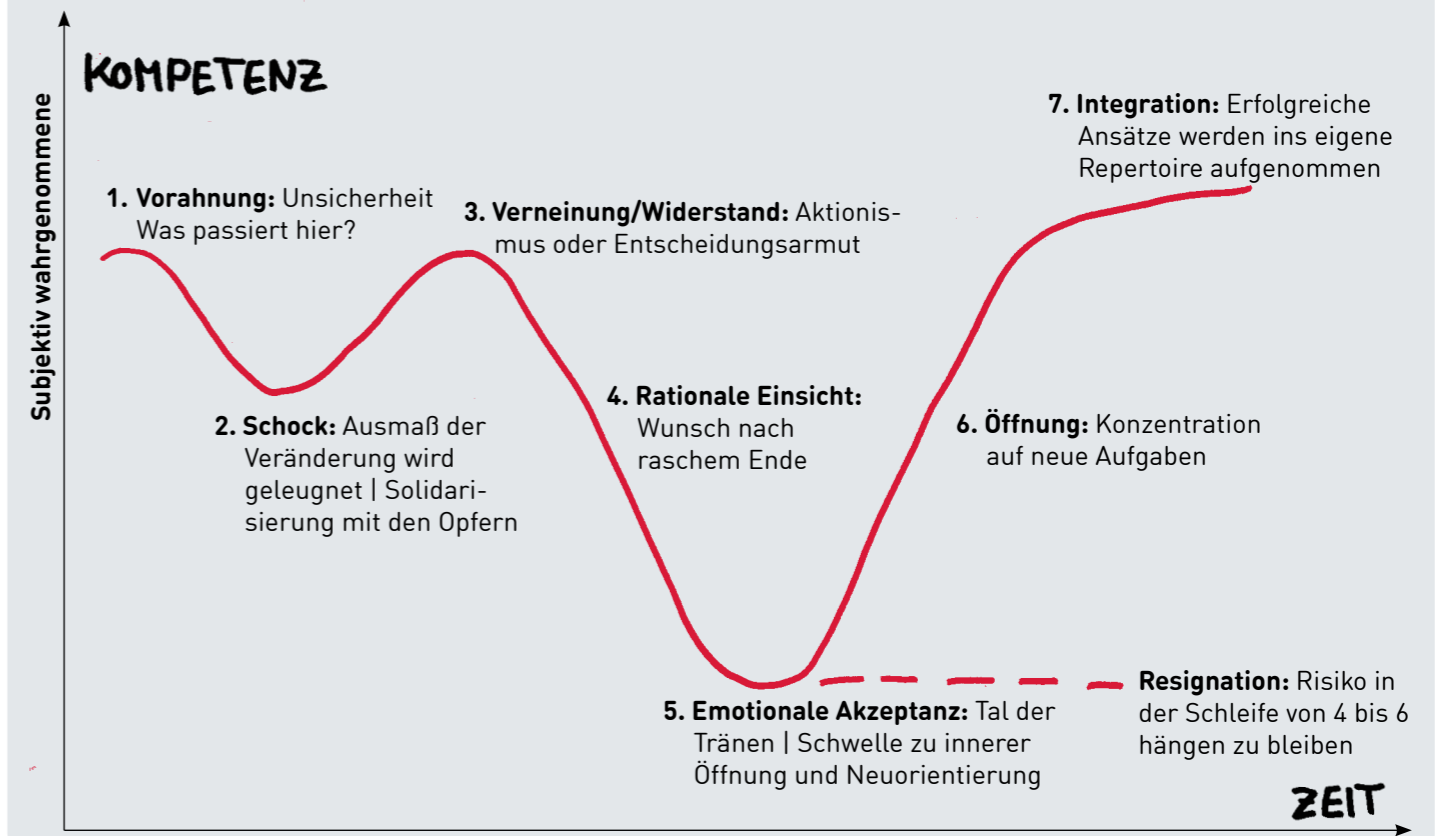 KOMPETENZ
Subjektiv wahrgenommene
1. Vorahnung: Unsicherheit
Was passiert hier?
2. Schock: Ausmaß der
Veränderung wird
geleugnet | Solidari-
sierung mit den Opfern
3. Verneinung/Widerstand: Aktionis-
mus oder Entscheidungsarmut
4. Rationale Einsicht:
Wunsch nach
raschem Ende
5. Emotionale Akzeptanz: Tal der
Tränen | Schwelle zu innerer
Öffnung und Neuorientierung
6. Öffnung: Konzentration
auf neue Aufgaben
7. Integration: Erfolgreiche
Ansätze werden ins eigene
Repertoire aufgenommen
Resignation: Risiko in
der Schleife von 4 bis 6
hängen zu bleiben
ZEIT